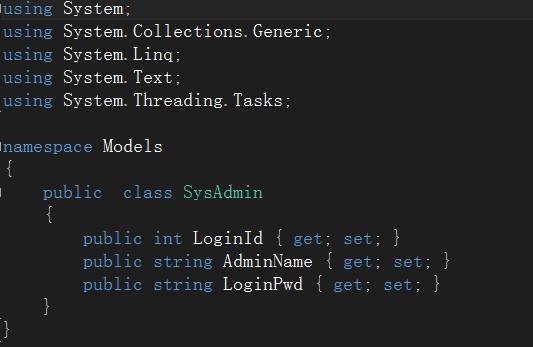 using System;
using System.Collections.Generic;
using System.Linq;
using System.Text;
using System.Threading.Tasks;
namespace Models
{
public  class SysAdmin
{
public int LoginId { get; set; }
public string AdminName { get; set; }
public string LoginPwd { get; set; }
}
}